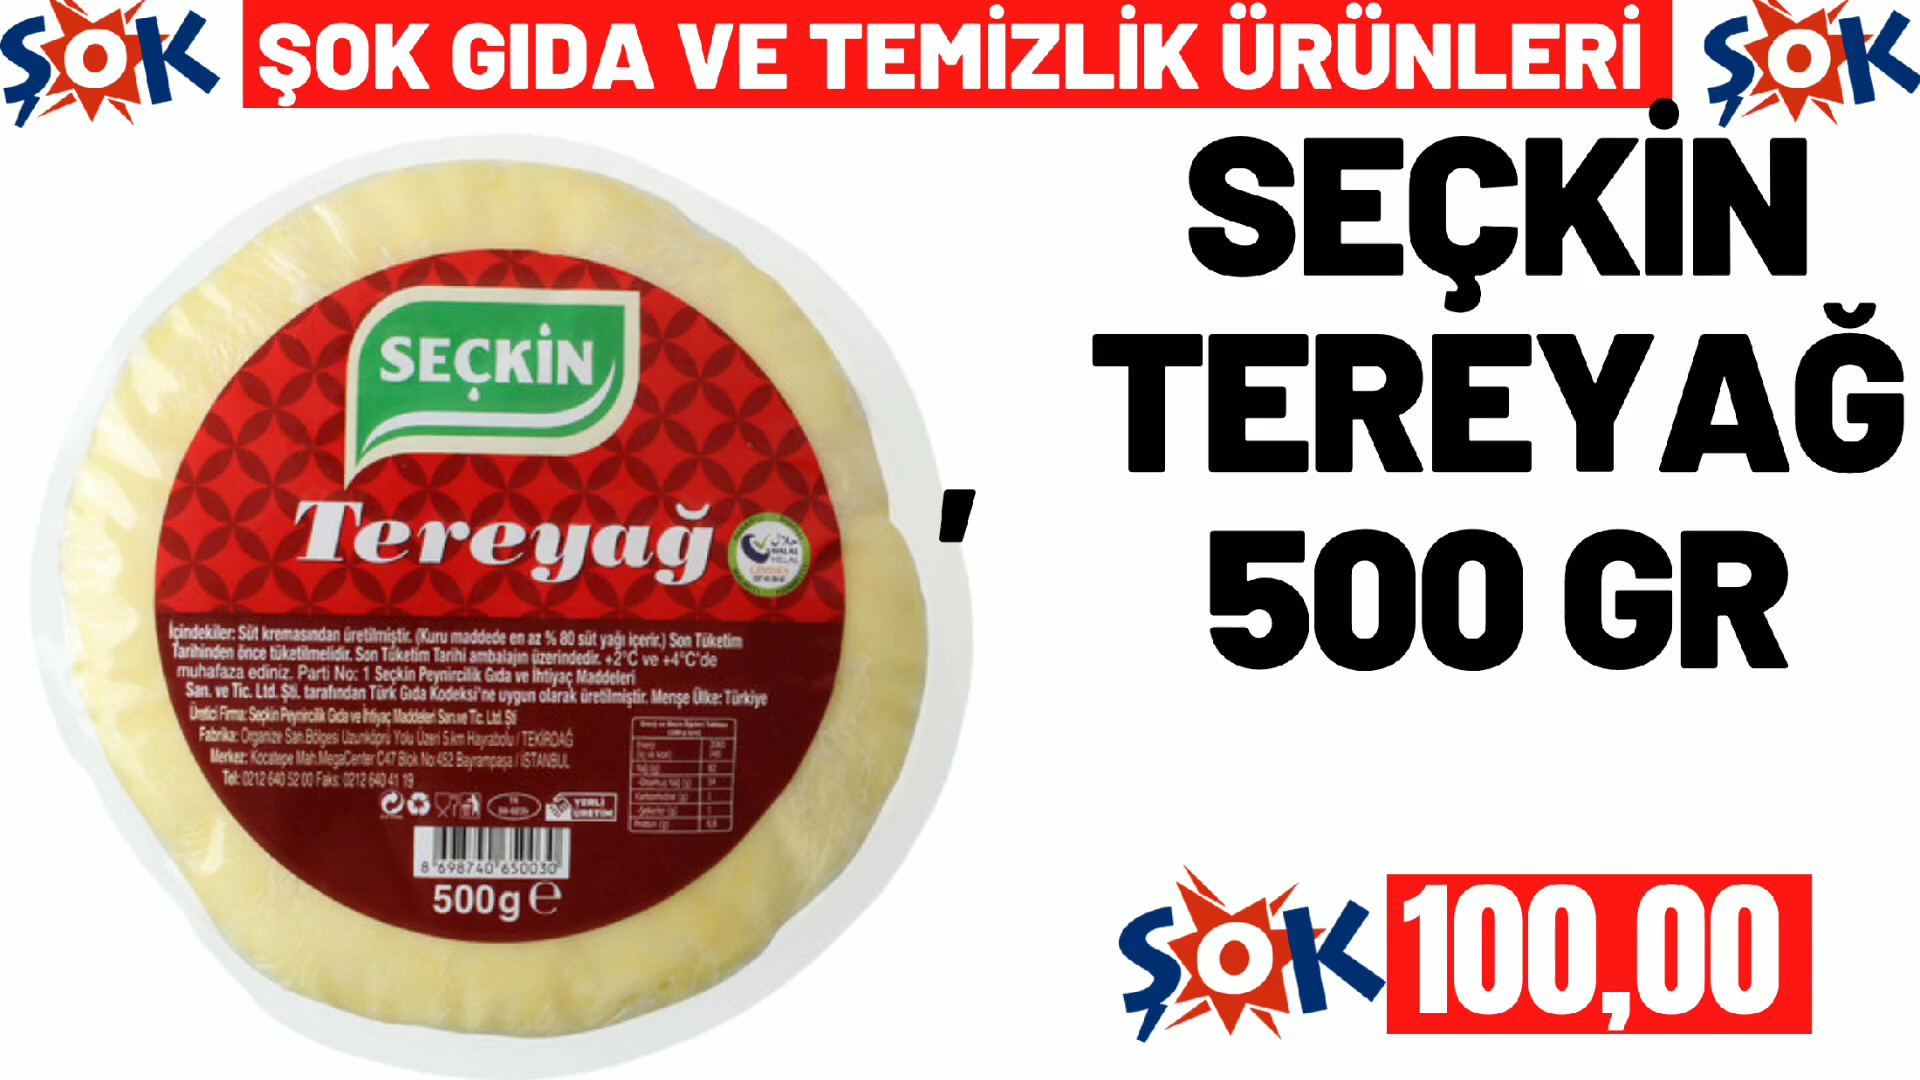 ŞOK
ŞOK GIDA VE TEMİZLİK ÜRÜNLERİ
ŞOK
SEÇKİN
TEREYAĞ
500 GR
,
SEÇKİN
Tereyağ
HALAL
HELAL
İçindekiler: Süt kremasından üretilmiştir. (Kuru maddede en az % 80 süt yağı içerir.) Son Tüketim
Tarihinden önce tüketilmelidir. Son Tüketim Tarihi ambalajın üzerindedir. +2°C ve +4°C'de
muhafaza ediniz. Parti No: 1 Seçkin Peynircilik Gıda ve İhtiyaç Maddeleri
San. ve Tic. Ltd. Şti. tarafından Türk Gıda Kodeksi'ne uygun olarak üretilmiştir. Menşe Ülke: Türkiye
Üretici Firma: Seçkin Peynircilik Gıda ve İhtiyaç Maddeleri San.ve Tic. Ltd. Şti
Fabrika: Organize San.Bölgesi Uzunköprü Yolu Üzeri 5.km Hayrabolu / TEKİRDAĞ
Merkez: Kocatepe Mah.MegaCenter C47 Blok No:452 Bayrampaşa / İSTANBUL
Tel: 0212 640 52 00 Faks: 0212 640 41 19
YERLİ
ÜRETİM
8 698740 650030
500g e
ŞOK 100,00